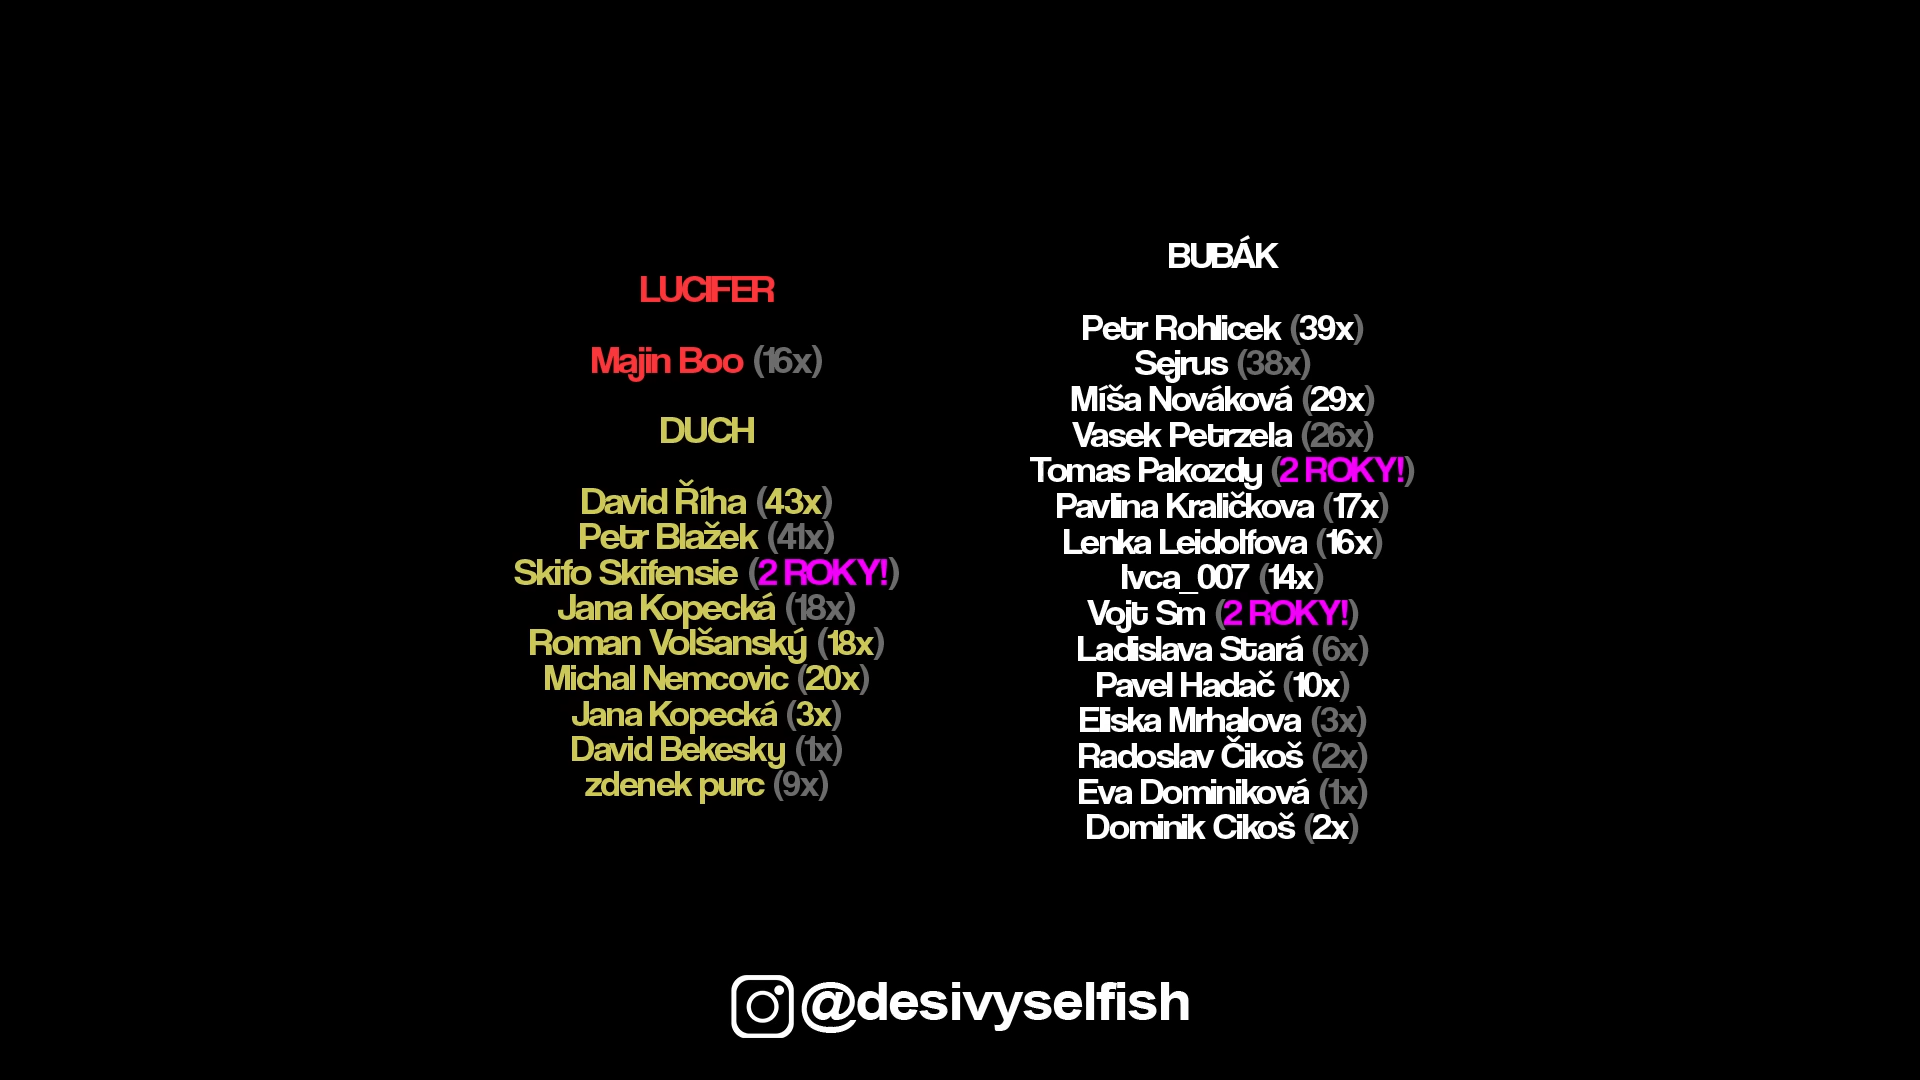 LUCIFER
Majin Boo (16x)
DUCH
David Říha (43x)
Petr Blažek (41x)
Skifo Skifensie (2 ROKY!)
Jana Kopecká (18x)
Roman Volšanský (18x)
Michal Nemcovic (20x)
Jana Kopecká (3x)
David Bekesky (1x)
zdenek purc (9x)
BUBÁK
Petr Rohlicek (39x)
Sejrus (38x)
Míša Nováková (29x)
Vasek Petrzela (26x)
Tomas Pakozdy (2 ROKY!)
Pavlina Kraličkova (17x)
Lenka Leidolfova (16x)
Ivca_007 (14x)
Vojt Sm (2 ROKY!)
Ladislava Stará (6x)
Pavel Hadač (10x)
Eliska Mrhalova (3x)
Radoslav Čikoš (2x)
Eva Dominiková (1x)
Dominik Cikoš (2x)
@desivyselfish